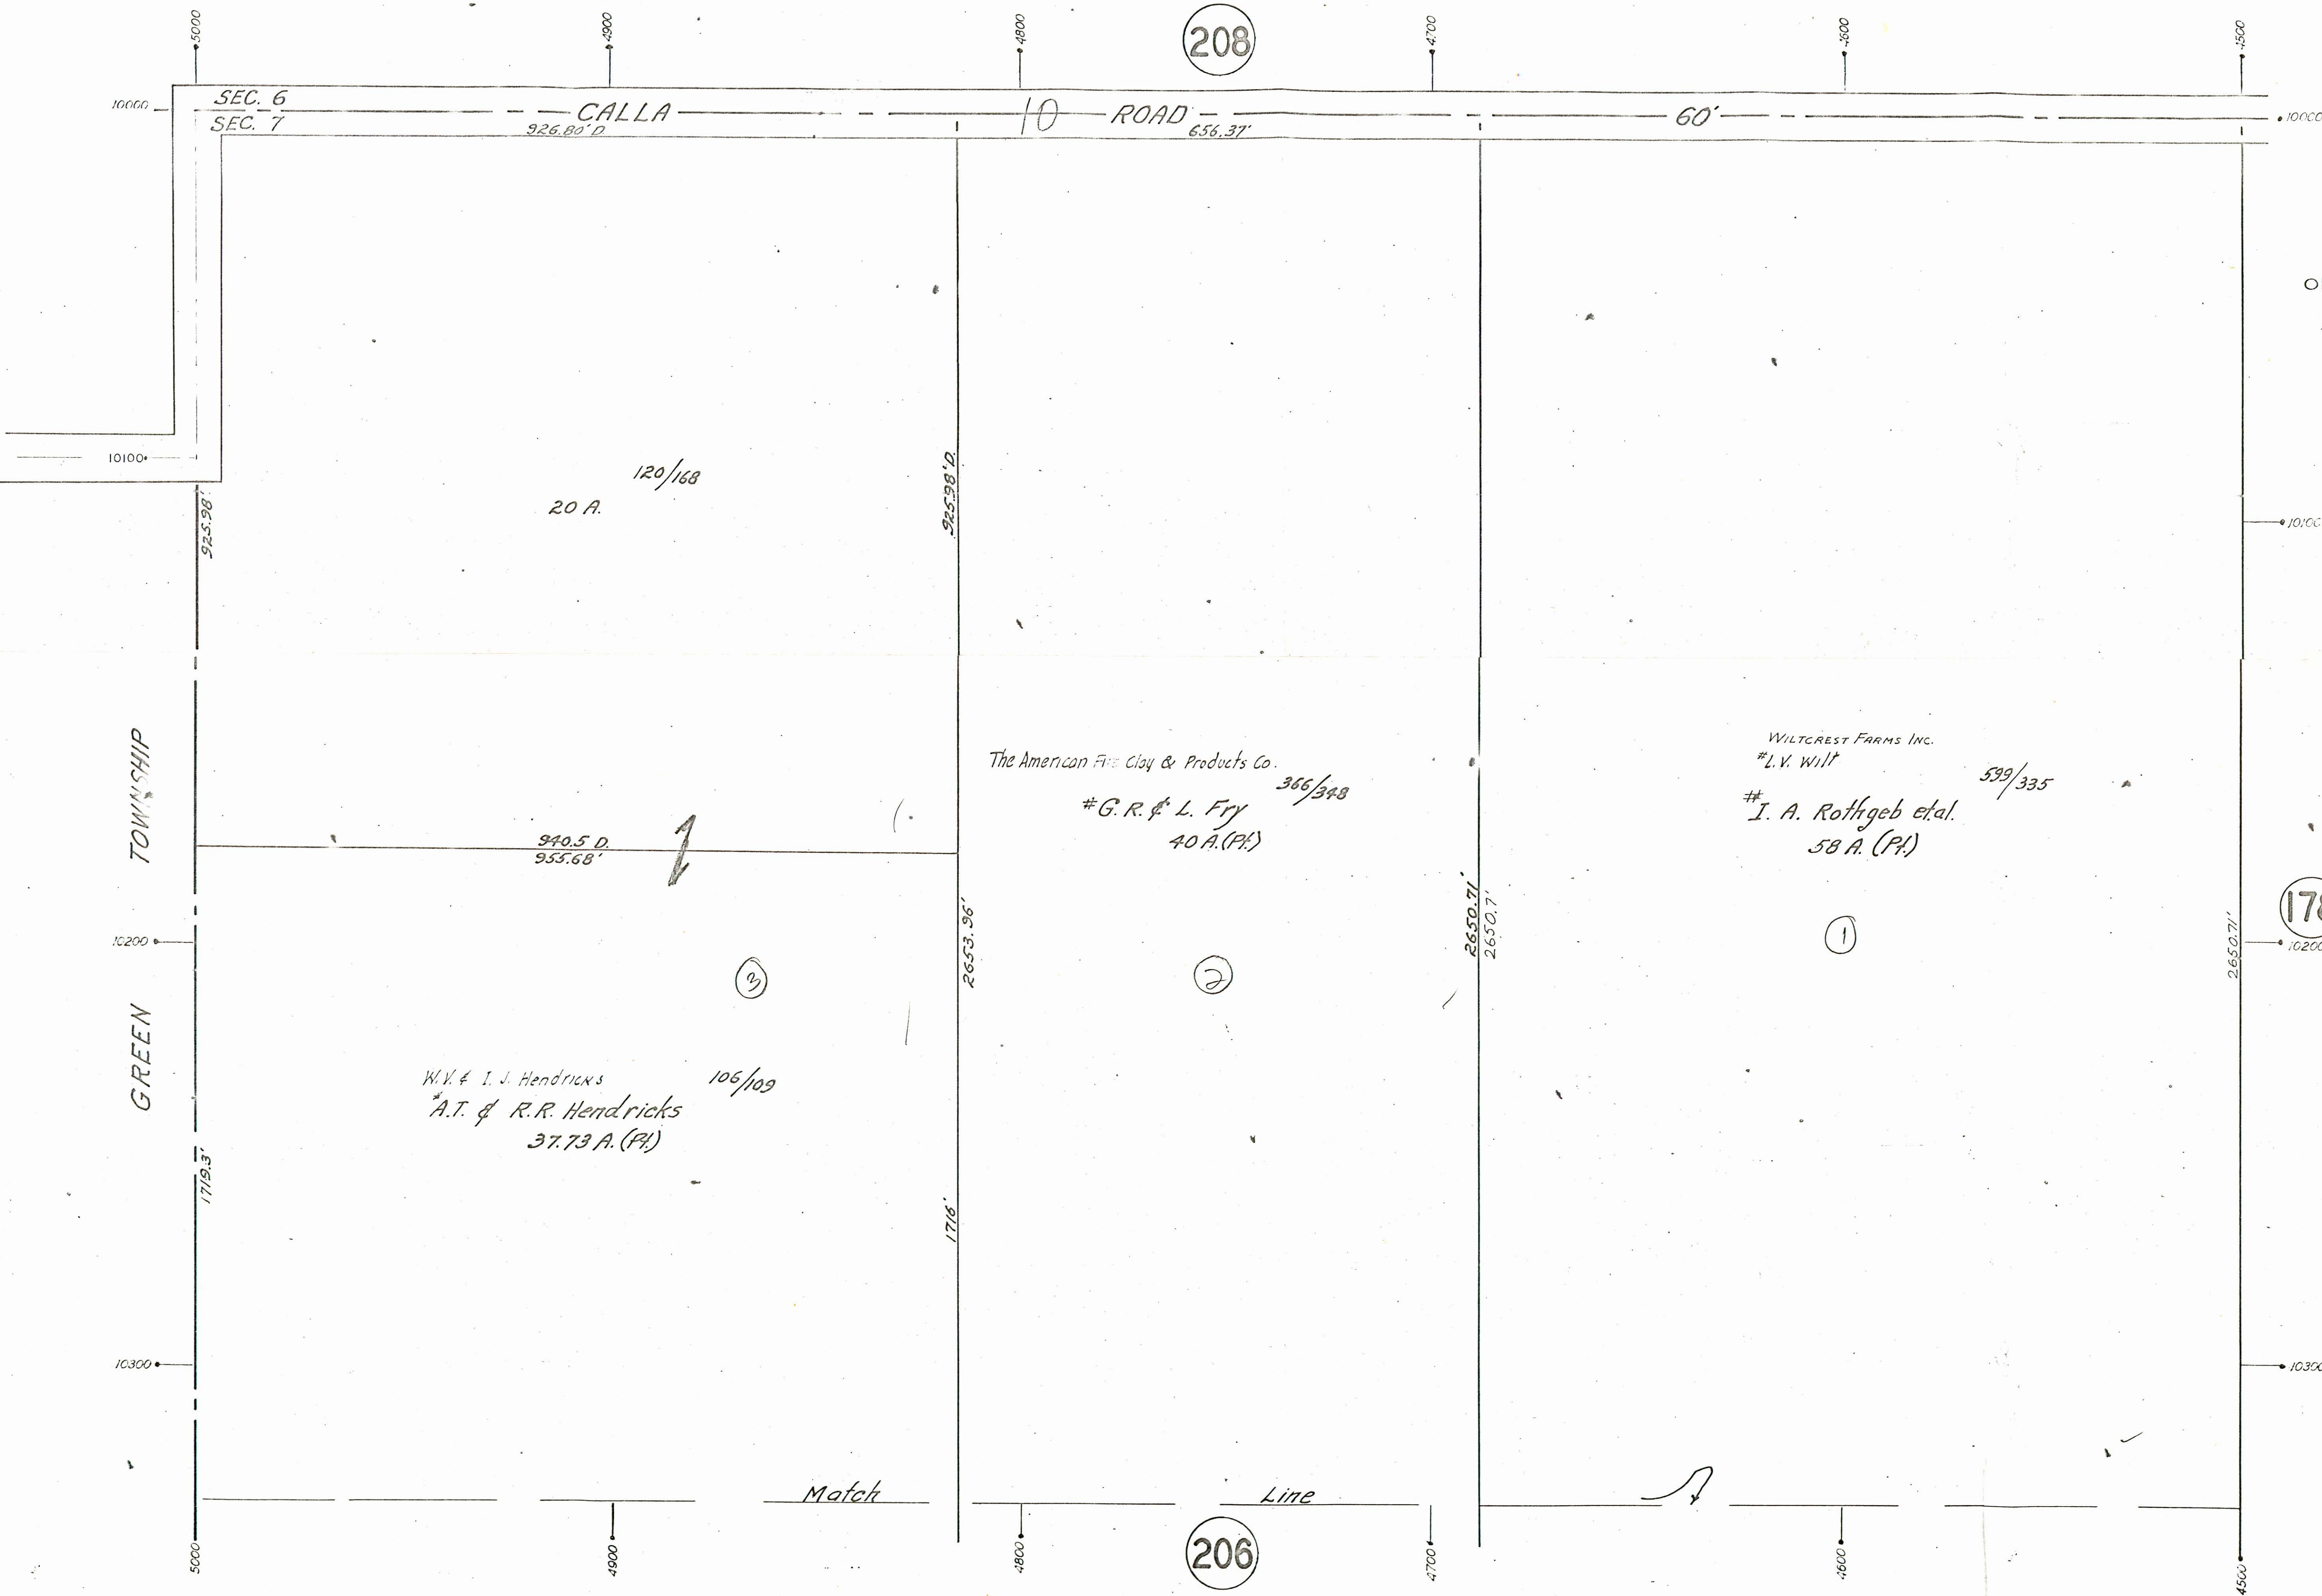 5000
4900
4800
208
4700
4600
4500
10000
SEC. 6
SEC. 7
CALLA
10
ROAD
60'
926.80' D
656.37'
10100
925.98'
120/168
20 A.
925.98' D.
10100
GREEN TOWNSHIP
940.5 D.
955.68'
The American Clay & Products Co.
366/348
#G.R. & L. Fry
40 A.(Pt.)
WILTCREST FARMS INC.
#L.V. Wilt
599/335
#I. A. Rothgeb et.al.
58 A. (Pt.)
10200
2653.96'
2650.71'
2650.7'
1
2650.71'
10200
3
2
W.V. & I. J. Hendricks
106/109
*A.T. & R.R. Hendricks
37.73 A. (Pt.)
1719.3'
1716'
10300
Match Line
5000
4900
4800
206
4700
4600
4500